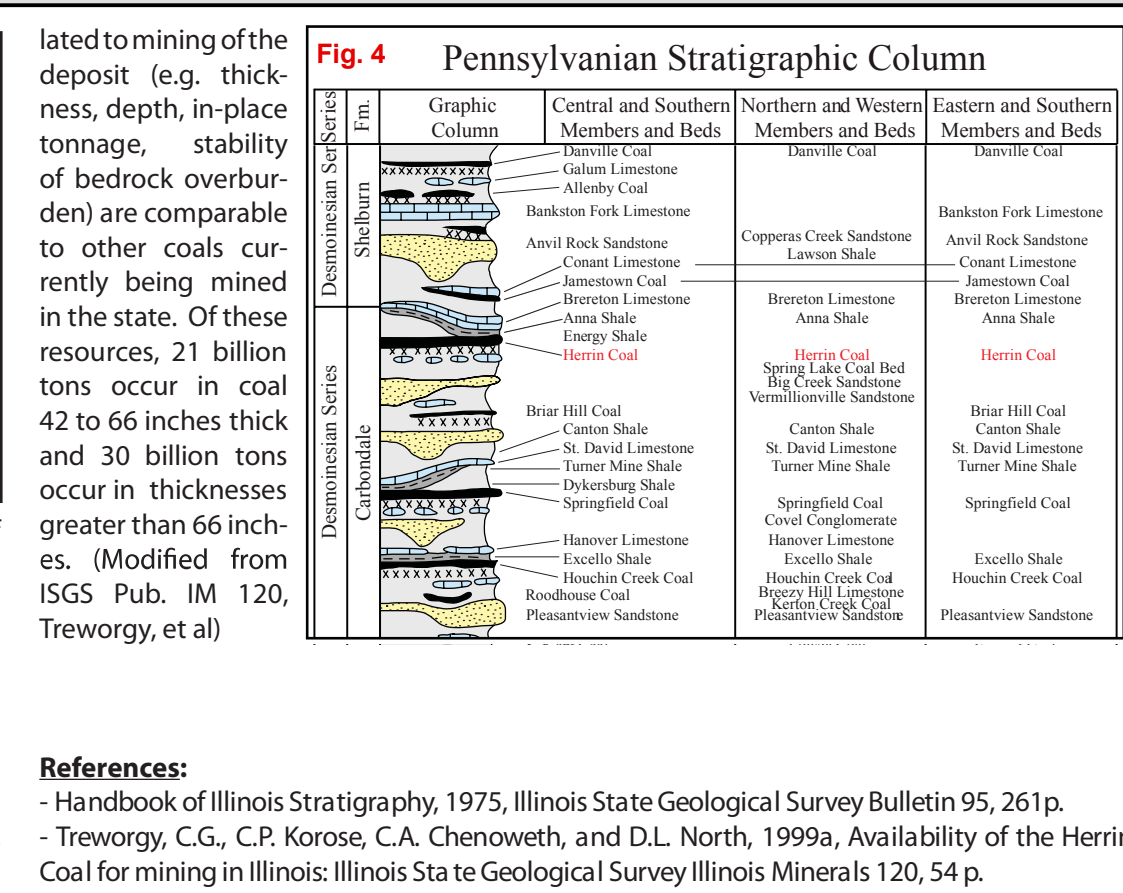 lated to mining of the
deposit (e.g. thick-
ness, depth, in-place
tonnage, stability
of bedrock overbur-
den) are comparable
to other coals cur-
rently being mined
in the state. Of these
resources, 21 billion
tons occur in coal
42 to 66 inches thick
and 30 billion tons
occur in thicknesses
greater than 66 inch-
es. (Modified from
ISGS Pub. IM 120,
Treworgy, et al)
Fig. 4
Pennsylvanian Stratigraphic Column
Series
Fm.
Graphic
Column
Central and Southern
Members and Beds
Northern and Western
Members and Beds
Eastern and Southern
Members and Beds
Desmoinesian Series
Shelburn
Desmoinesian Series
Carbondale
Danville Coal
Galum Limestone
Allenby Coal
Bankston Fork Limestone
Anvil Rock Sandstone
Conant Limestone
Jamestown Coal
Brereton Limestone
Anna Shale
Energy Shale
Herrin Coal
Briar Hill Coal
Canton Shale
St. David Limestone
Turner Mine Shale
Dykersburg Shale
Springfield Coal
Hanover Limestone
Excello Shale
Houchin Creek Coal
Roodhouse Coal
Pleasantview Sandstone
Danville Coal
Copperas Creek Sandstone
Lawson Shale
Brereton Limestone
Anna Shale
Herrin Coal
Spring Lake Coal Bed
Big Creek Sandstone
Vermillionville Sandstone
Canton Shale
St. David Limestone
Turner Mine Shale
Springfield Coal
Covel Conglomerate
Hanover Limestone
Excello Shale
Houchin Creek Coal
Breezy Hill Limestone
Kerton Creek Coal
Pleasantview Sandstone
Danville Coal
Bankston Fork Limestone
Anvil Rock Sandstone
Conant Limestone
Jamestown Coal
Brereton Limestone
Anna Shale
Herrin Coal
Briar Hill Coal
Canton Shale
St. David Limestone
Turner Mine Shale
Springfield Coal
Excello Shale
Houchin Creek Coal
Pleasantview Sandstone
References:
- Handbook of Illinois Stratigraphy, 1975, Illinois State Geological Survey Bulletin 95, 261p.
- Treworgy, C.G., C.P. Korose, C.A. Chenoweth, and D.L. North, 1999a, Availability of the Herrin
Coal for mining in Illinois: Illinois State Geological Survey Illinois Minerals 120, 54 p.